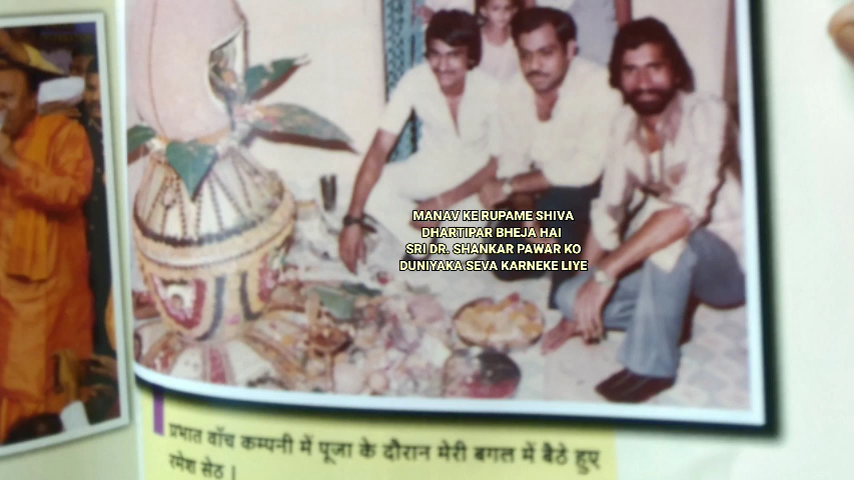 MANAV KE RUPAME SHIVA
DHARTIPAR BHEJA HAI
SRI DR. SHANKAR PAWAR KO
DUNIYAKA SEVA KARNEKE LIYE
प्रभात वॉच कम्पनी में पूजा के दौरान मेरी बगल में बैठे हुए
रमेश सेठ।